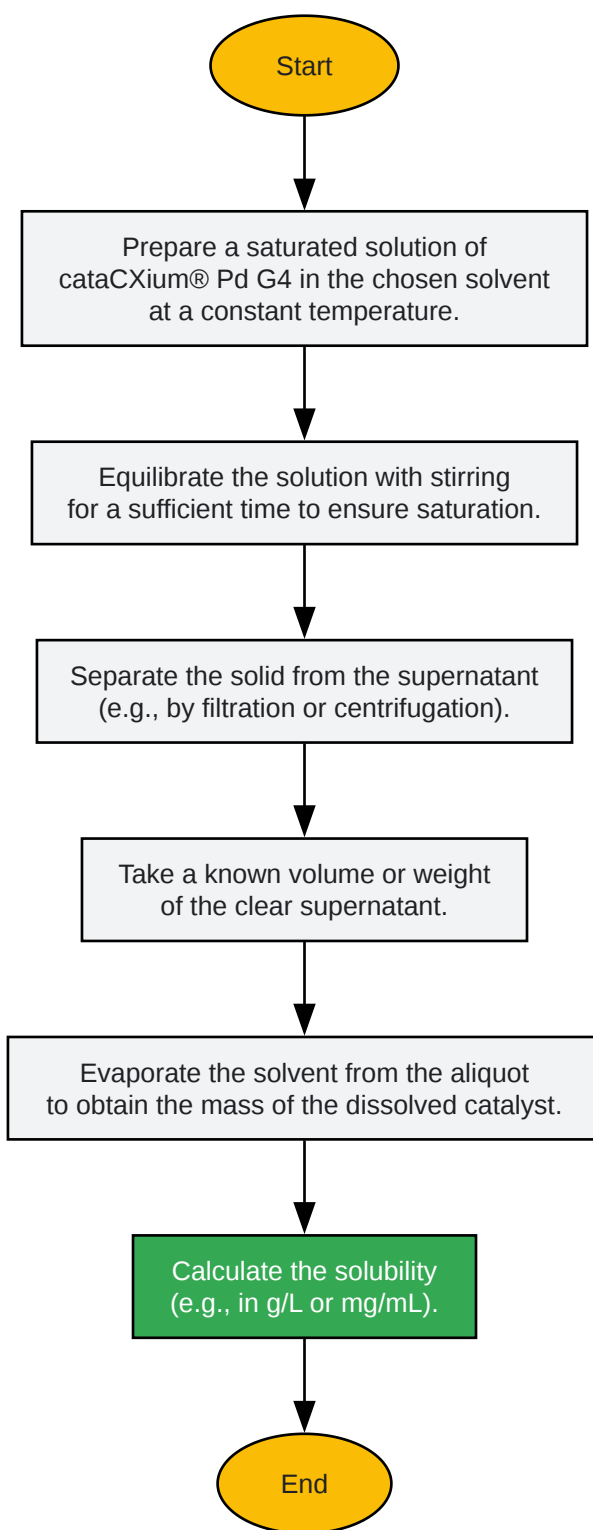 Start
Prepare a saturated solution of
cataCXium® Pd G4 in the chosen solvent
at a constant temperature.
Equilibrate the solution with stirring
for a sufficient time to ensure saturation.
Separate the solid from the supernatant
(e.g., by filtration or centrifugation).
Take a known volume or weight
of the clear supernatant.
Evaporate the solvent from the aliquot
to obtain the mass of the dissolved catalyst.
Calculate the solubility
(e.g., in g/L or mg/mL).
End